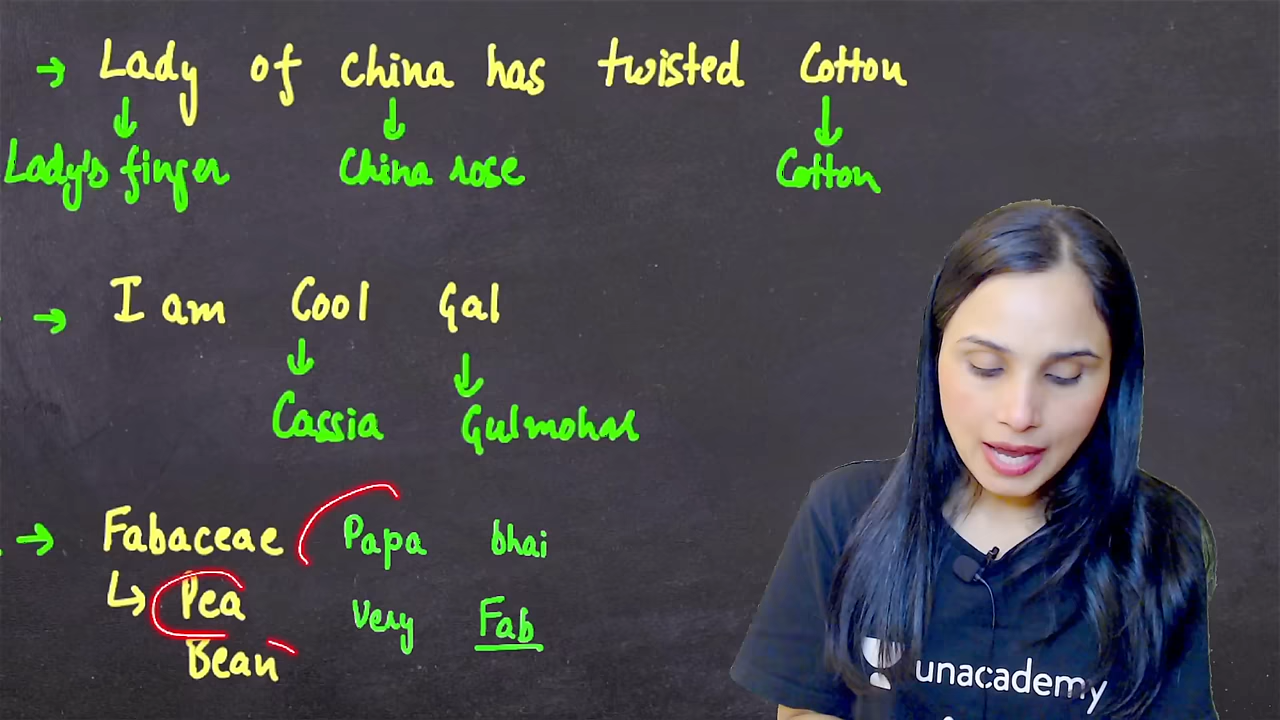 → Lady of China has twisted Cotton
↓ ↓ ↓
Lady's finger China rose Cotton
→ I am Cool Gal
↓ ↓
Cassia Gulmohar
→ Fabaceae Papa bhai
↳ Pea Very Fab
Bean
unacademy